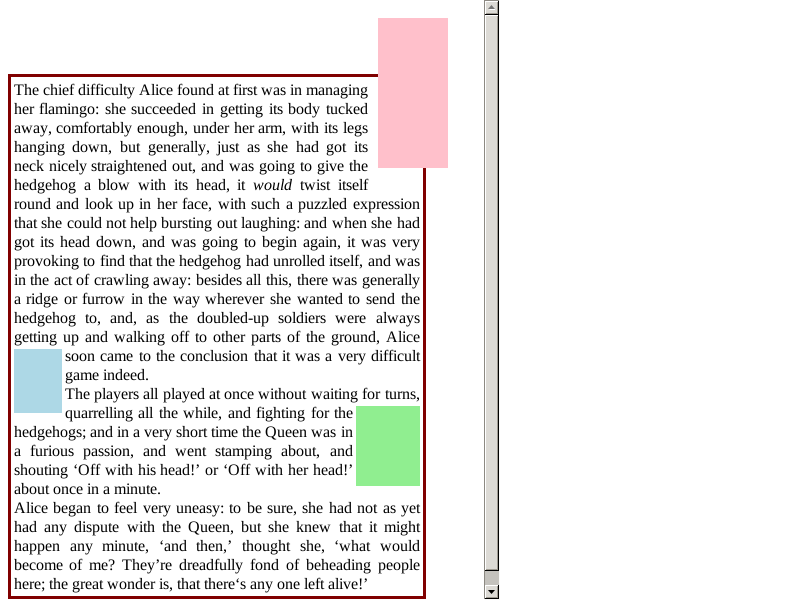 The chief difficulty Alice found at first was in managing
her flamingo: she succeeded in getting its body tucked
away, comfortably enough, under her arm, with its legs
hanging down, but generally, just as she had got its
neck nicely straightened out, and was going to give the
hedgehog a blow with its head, it would twist itself
round and look up in her face, with such a puzzled expression
that she could not help bursting out laughing: and when she had
got its head down, and was going to begin again, it was very
provoking to find that the hedgehog had unrolled itself, and was
in the act of crawling away: besides all this, there was generally
a ridge or furrow in the way wherever she wanted to send the
hedgehog to, and, as the doubled-up soldiers were always
getting up and walking off to other parts of the ground, Alice
soon came to the conclusion that it was a very difficult
game indeed.
The players all played at once without waiting for turns,
quarrelling all the while, and fighting for the
hedgehogs; and in a very short time the Queen was in
a furious passion, and went stamping about, and
shouting ‘Off with his head!’ or ‘Off with her head!’
about once in a minute.
Alice began to feel very uneasy: to be sure, she had not as yet
had any dispute with the Queen, but she knew that it might
happen any minute, ‘and then,’ thought she, ‘what would
become of me? They’re dreadfully fond of beheading people
here; the great wonder is, that there‘s any one left alive!’